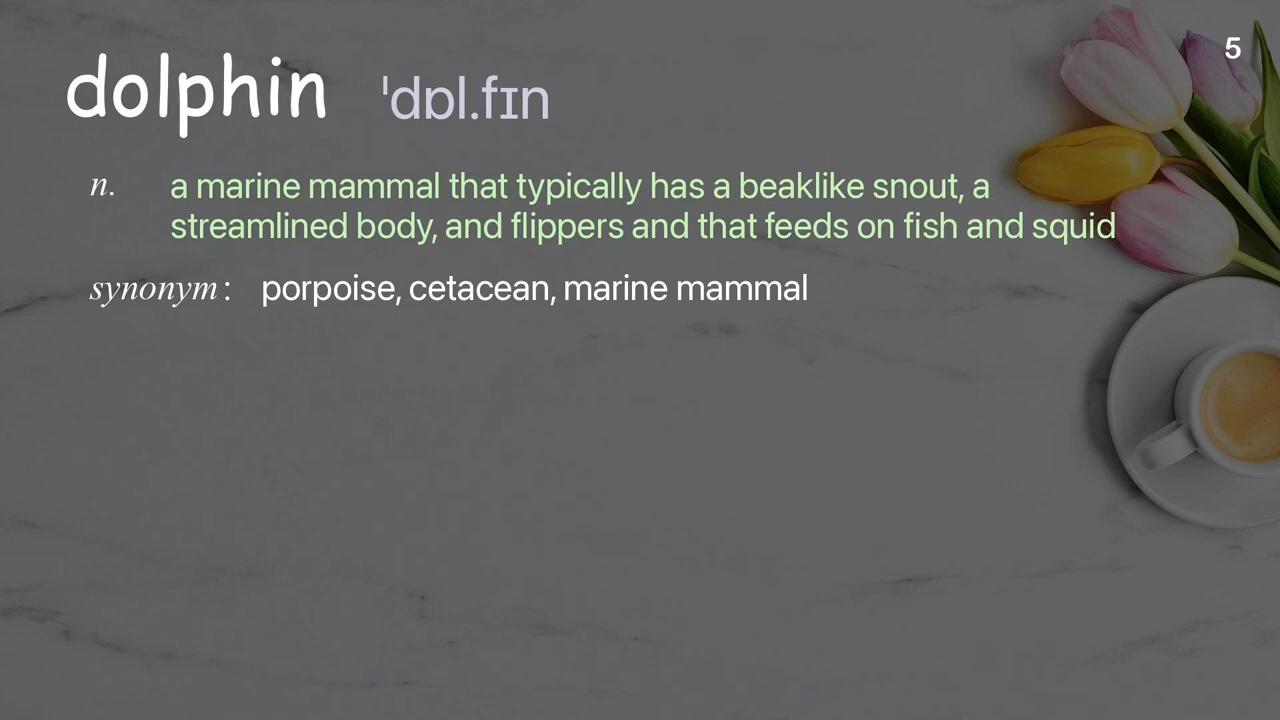 5
dolphin ˈdɒl.fɪn
n. a marine mammal that typically has a beaklike snout, a
streamlined body, and flippers and that feeds on fish and squid
synonym: porpoise, cetacean, marine mammal